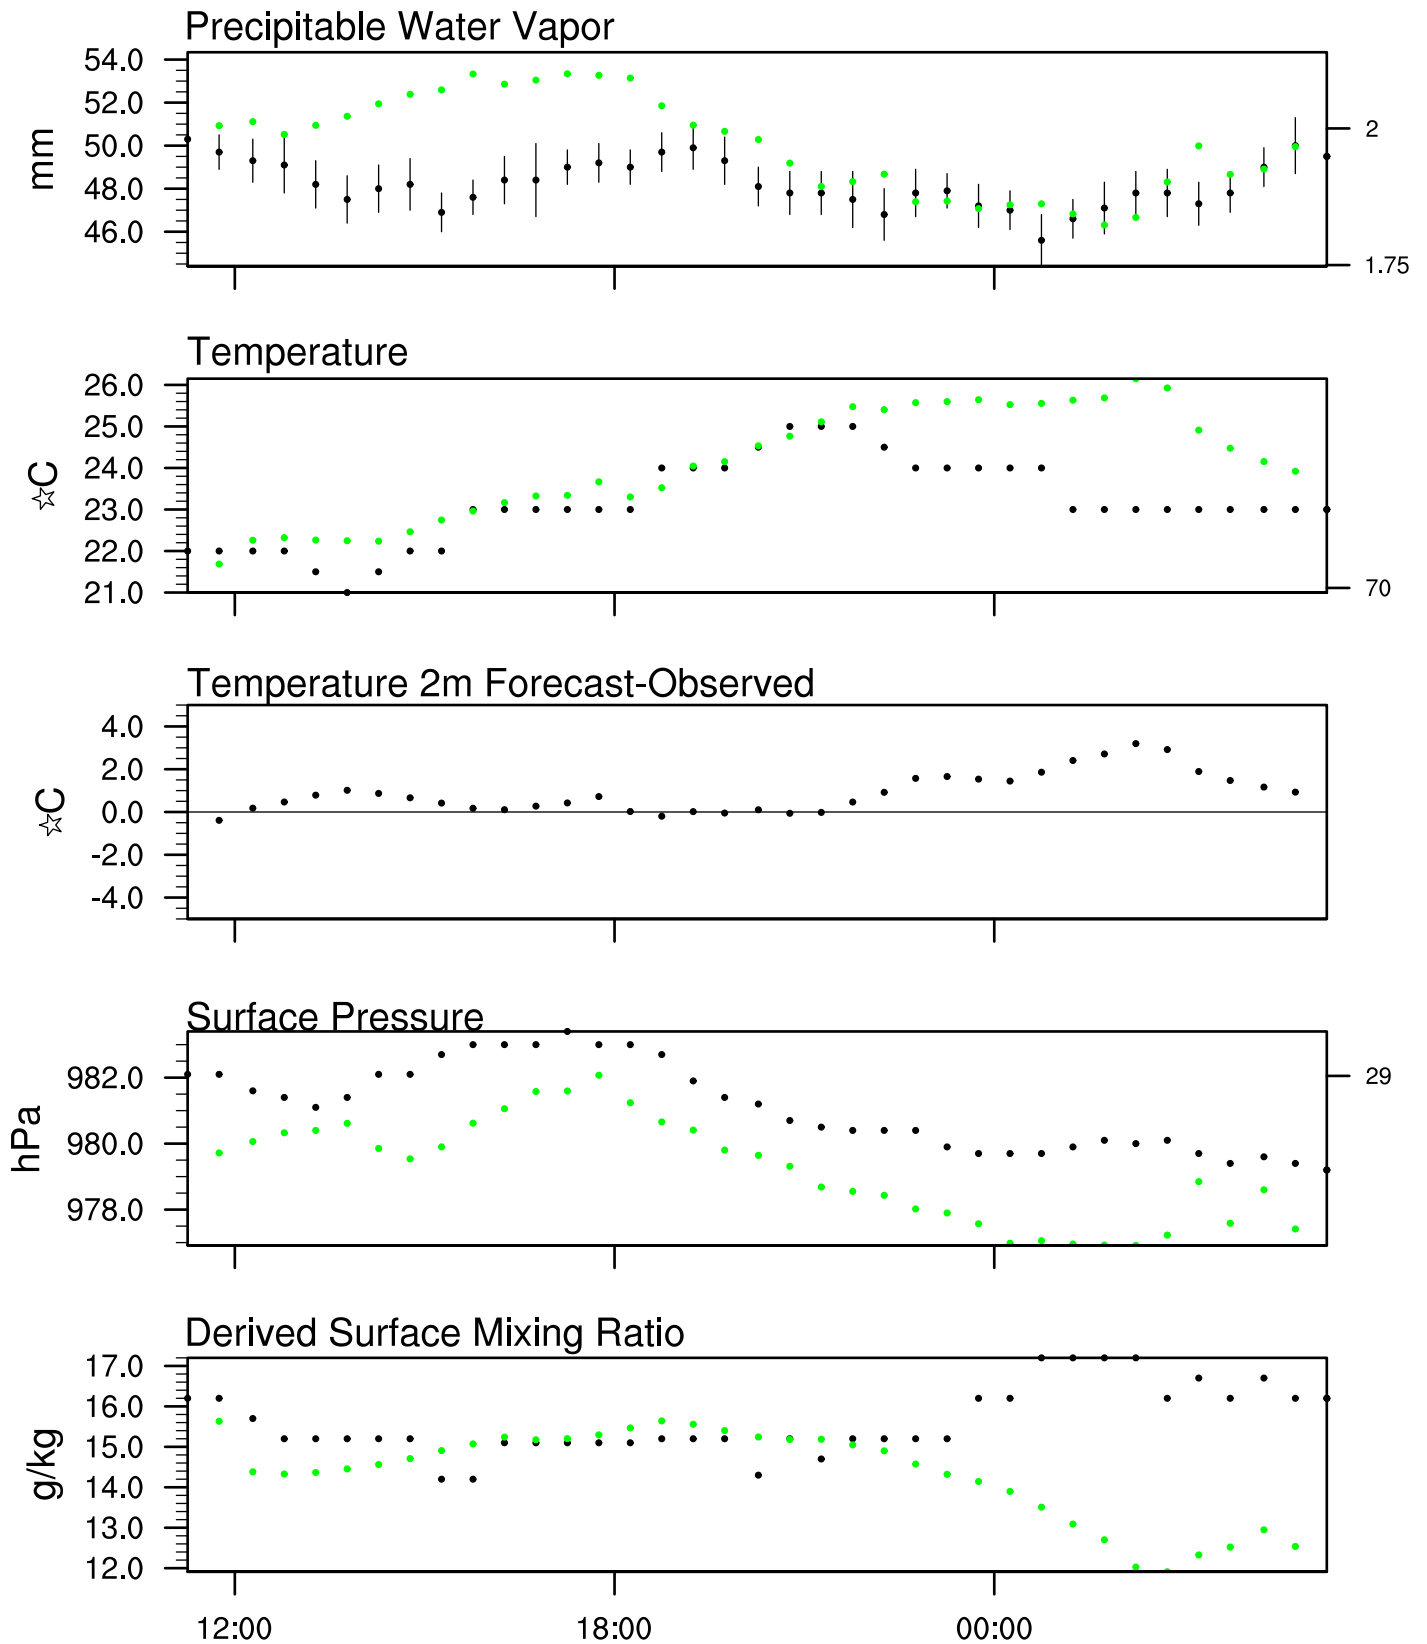 Precipitable Water Vapor
54.0
52.0
50.0
48.0
46.0
mm
2
1.75
Temperature
26.0
25.0
24.0
23.0
22.0
21.0
☆C
70
Temperature 2m Forecast-Observed
4.0
2.0
0.0
-2.0
-4.0
☆C
Surface Pressure
982.0
980.0
978.0
hPa
29
Derived Surface Mixing Ratio
17.0
16.0
15.0
14.0
13.0
12.0
g/kg
12:00 18:00 00:00